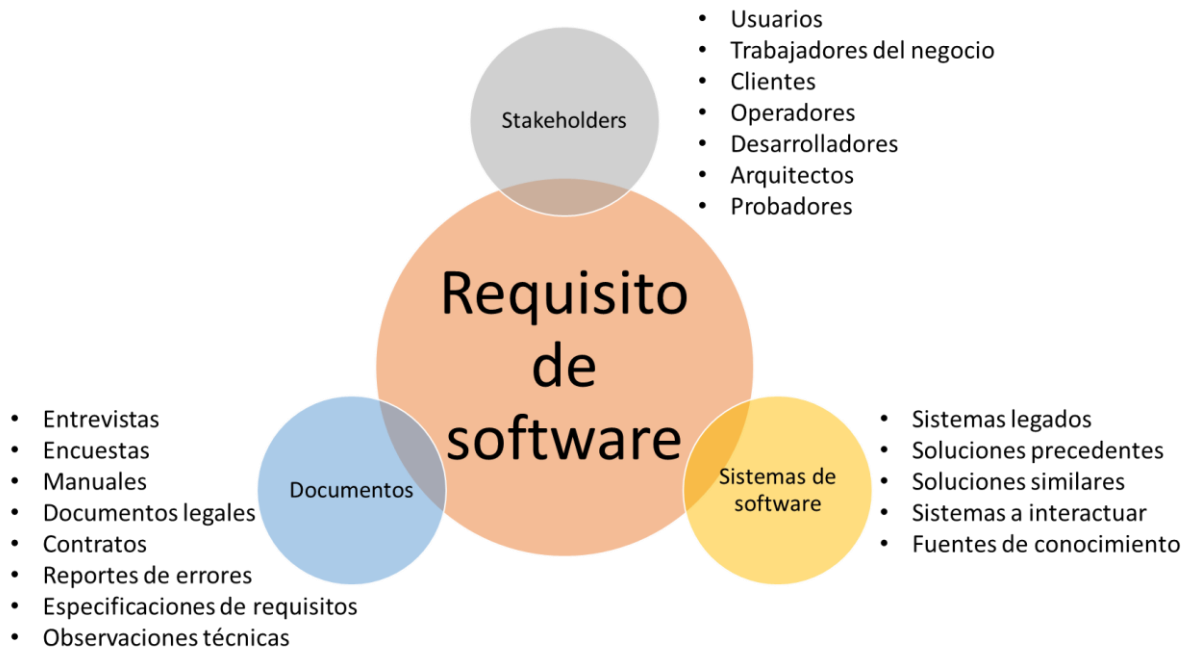 Stakeholders
• Usuarios
• Trabajadores del negocio
• Clientes
• Operadores
• Desarrolladores
• Arquitectos
• Probadores
Requisito
de
software
Documentos
• Entrevistas
• Encuestas
• Manuales
• Documentos legales
• Contratos
• Reportes de errores
• Especificaciones de requisitos
• Observaciones técnicas
Sistemas de
software
• Sistemas legados
• Soluciones precedentes
• Soluciones similares
• Sistemas a interactuar
• Fuentes de conocimiento